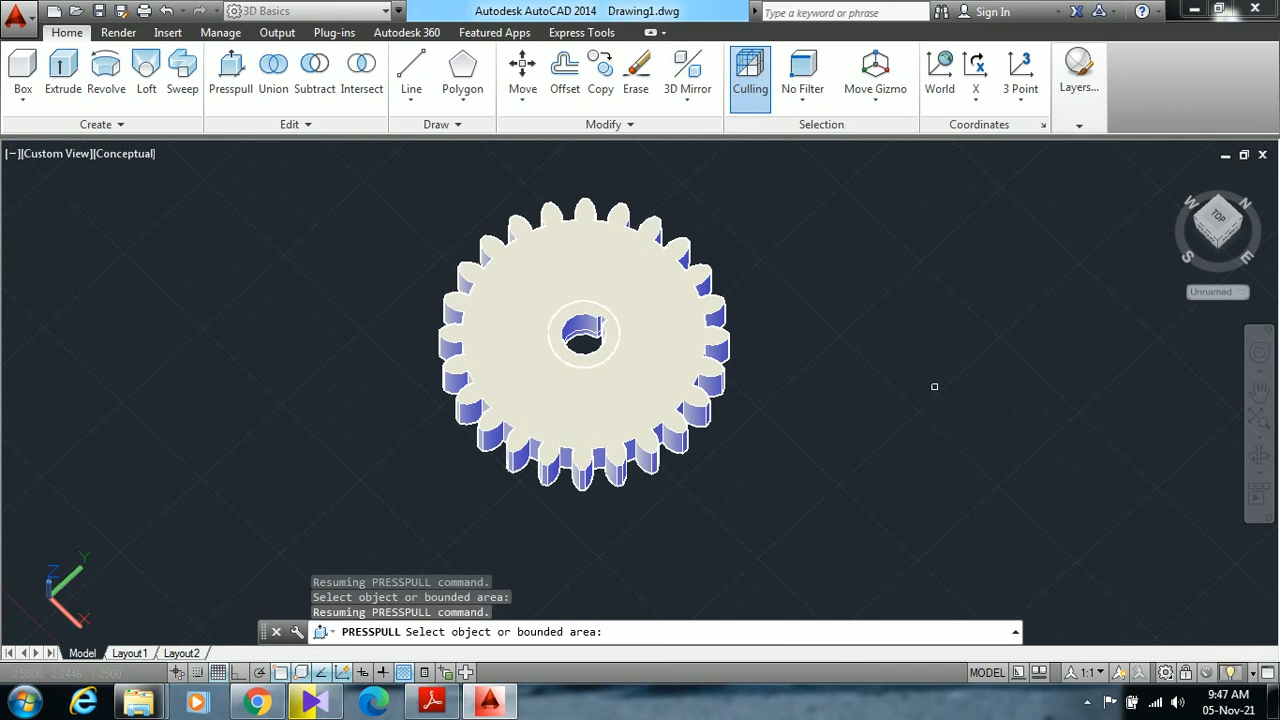 3D Basics
Autodesk AutoCAD 2014 Drawing1.dwg
Type a keyword or phrase
Sign In
Home Render Insert Manage Output Plug-ins Autodesk 360 Featured Apps Express Tools
Box Extrude Revolve Loft Sweep Presspull Union Subtract Intersect Line Polygon Move Offset Copy Erase 3D Mirror Culling No Filter Move Gizmo World X 3 Point Layers...
Create Edit Draw Modify Selection Coordinates
[−][Custom View][Conceptual]
W N
TOP
S E
Unnamed
Y
Z
X
Resuming PRESSPULL command.
Select object or bounded area:
Resuming PRESSPULL command.
PRESSPULL Select object or bounded area:
Model Layout1 Layout2
MODEL 1:1
9:47 AM
05-Nov-21